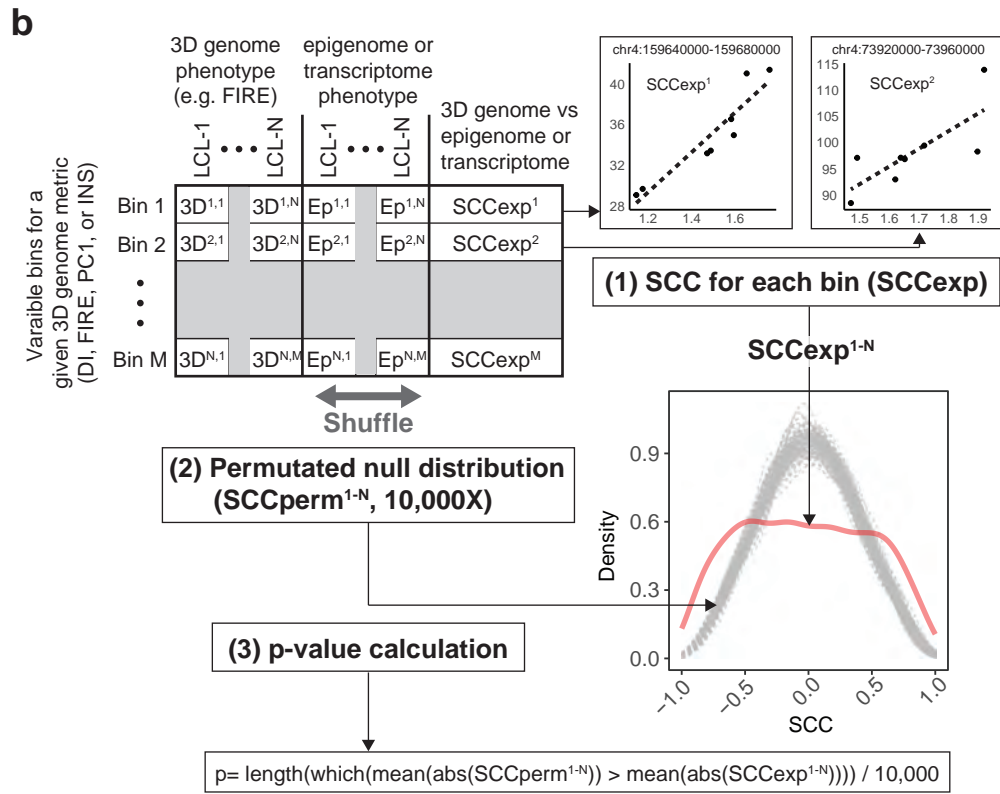 b
3D genome
phenotype
(e.g. FIRE)
epigenome or
transcriptome
phenotype
3D genome vs
epigenome or
transcriptome
LCL-1 • • • LCL-N LCL-1 • • • LCL-N
Varaible bins for a
given 3D genome metric
(DI, FIRE, PC1, or INS)
Bin 1 3D1,1 3D1,N Ep1,1 Ep1,N SCCexp1
Bin 2 3D2,1 3D2,N Ep2,1 Ep2,N SCCexp2
Bin M 3DN,1 3DN,M EpN,1 EpN,M SCCexpM
Shuffle
chr4:159640000-159680000
SCCexp1
40
36
32
28
1.2 1.4 1.6
chr4:73920000-73960000
SCCexp2
115
110
105
100
95
90
1.5 1.6 1.7 1.8 1.9
(1) SCC for each bin (SCCexp)
SCCexp1-N
(2) Permutated null distribution
(SCCperm1-N, 10,000X)
Density
0.9
0.6
0.3
0.0
−1.0 −0.5 0.0 0.5 1.0
SCC
(3) p-value calculation
p= length(which(mean(abs(SCCperm1-N)) > mean(abs(SCCexp1-N)))) / 10,000